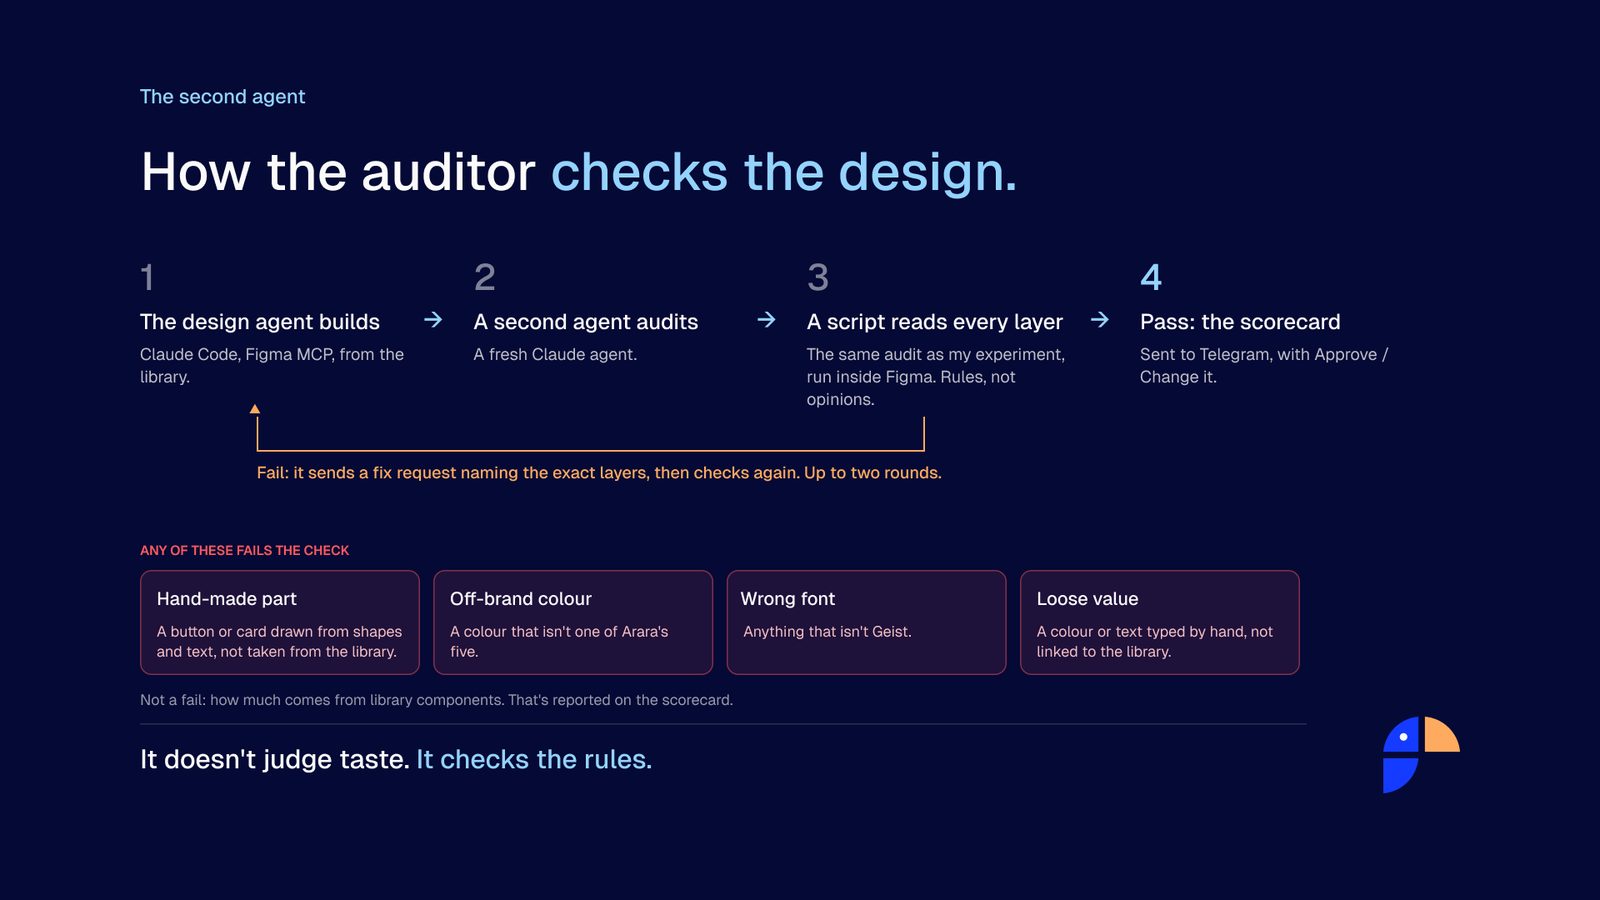 The second agent
How the auditor checks the design.
1
The design agent builds
Claude Code, Figma MCP, from the
library.
→
2
A second agent audits
A fresh Claude agent.
→
3
A script reads every layer
The same audit as my experiment,
run inside Figma. Rules, not
opinions.
→
4
Pass: the scorecard
Sent to Telegram, with Approve /
Change it.
Fail: it sends a fix request naming the exact layers, then checks again. Up to two rounds.
ANY OF THESE FAILS THE CHECK
Hand-made part
A button or card drawn from shapes
and text, not taken from the library.
Off-brand colour
A colour that isn't one of Arara's
five.
Wrong font
Anything that isn't Geist.
Loose value
A colour or text typed by hand, not
linked to the library.
Not a fail: how much comes from library components. That's reported on the scorecard.
It doesn't judge taste. It checks the rules.